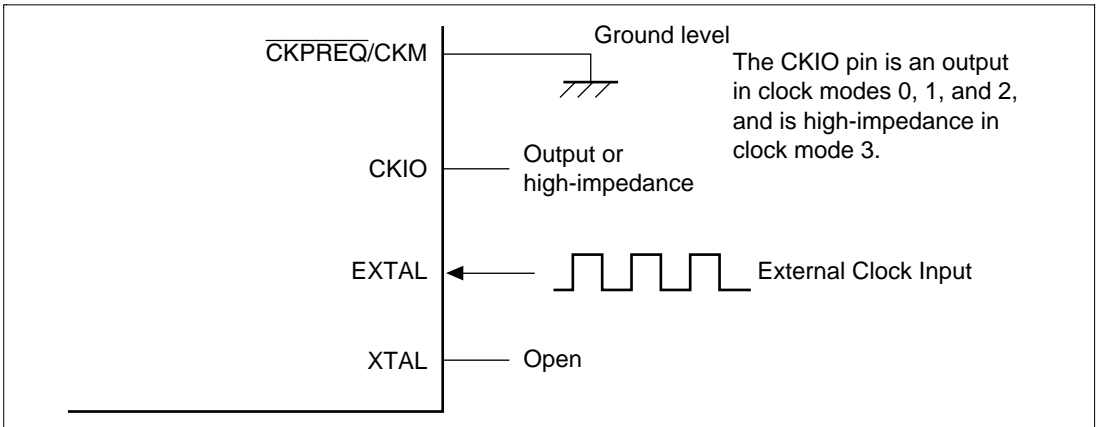 CKPREQ/CKM
Ground level
The CKIO pin is an output
in clock modes 0, 1, and 2,
and is high-impedance in
clock mode 3.
CKIO
Output or
high-impedance
EXTAL
External Clock Input
XTAL
Open